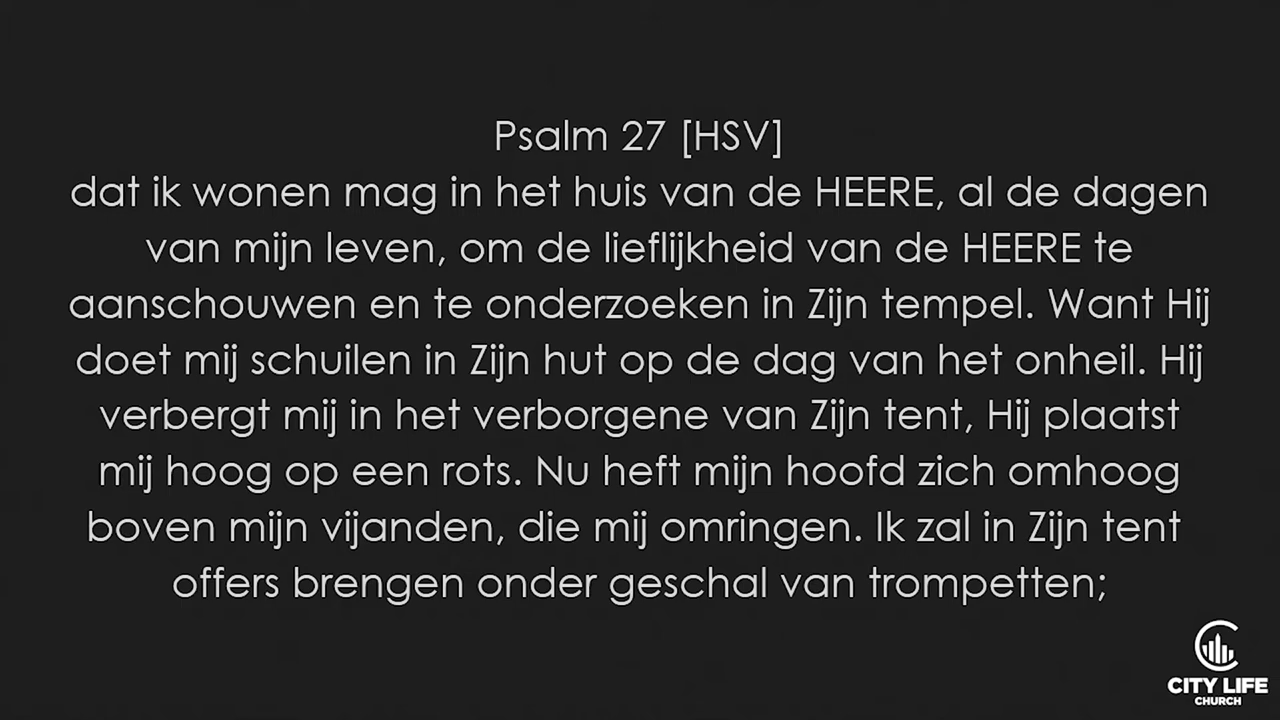 Psalm 27 [HSV]
dat ik wonen mag in het huis van de HEERE, al de dagen
van mijn leven, om de lieflijkheid van de HEERE te
aanschouwen en te onderzoeken in Zijn tempel. Want Hij
doet mij schuilen in Zijn hut op de dag van het onheil. Hij
verbergt mij in het verborgene van Zijn tent, Hij plaatst
mij hoog op een rots. Nu heft mijn hoofd zich omhoog
boven mijn vijanden, die mij omringen. Ik zal in Zijn tent
offers brengen onder geschal van trompetten;
CITY LIFE
CHURCH